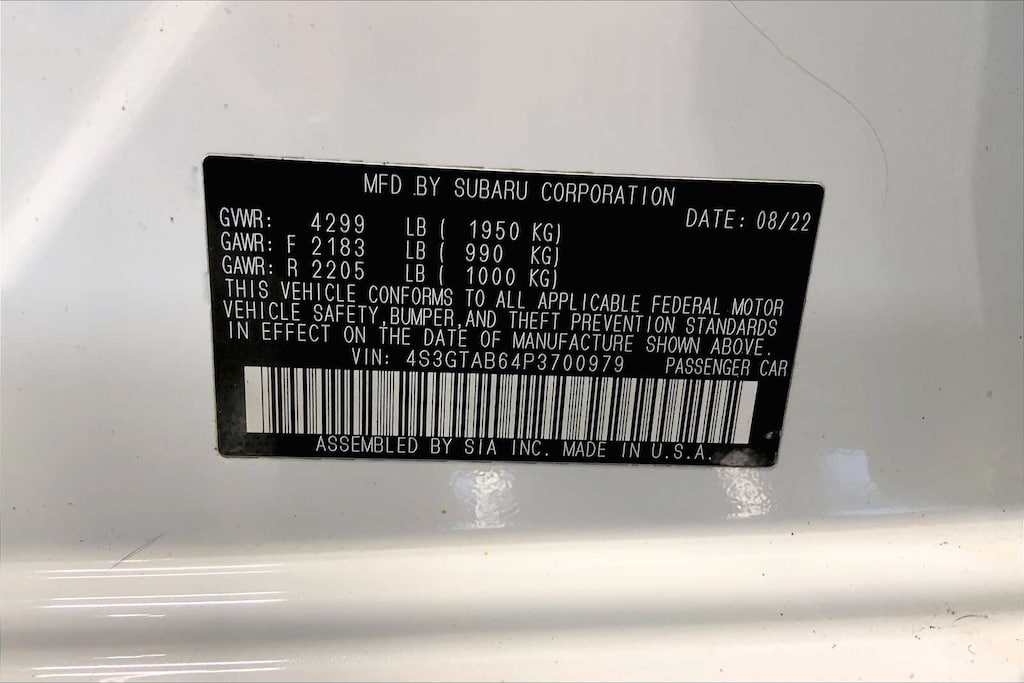 MFD.BY SUBARU CORPORATION
DATE: 08/22
GVWR: 4299 LB ( 1950 KG)
GAWR: F 2183 LB ( 990 KG)
GAWR: R 2205 LB ( 1000 KG)
THIS VEHICLE CONFORMS TO ALL APPLICABLE FEDERAL MOTOR
VEHICLE SAFETY,BUMPER,AND THEFT PREVENTION STANDARDS
IN EFFECT ON THE DATE OF MANUFACTURE SHOWN ABOVE.
VIN: 4S3GTAB64P3700979 PASSENGER CAR
ASSEMBLED BY SIA INC. MADE IN U.S.A.